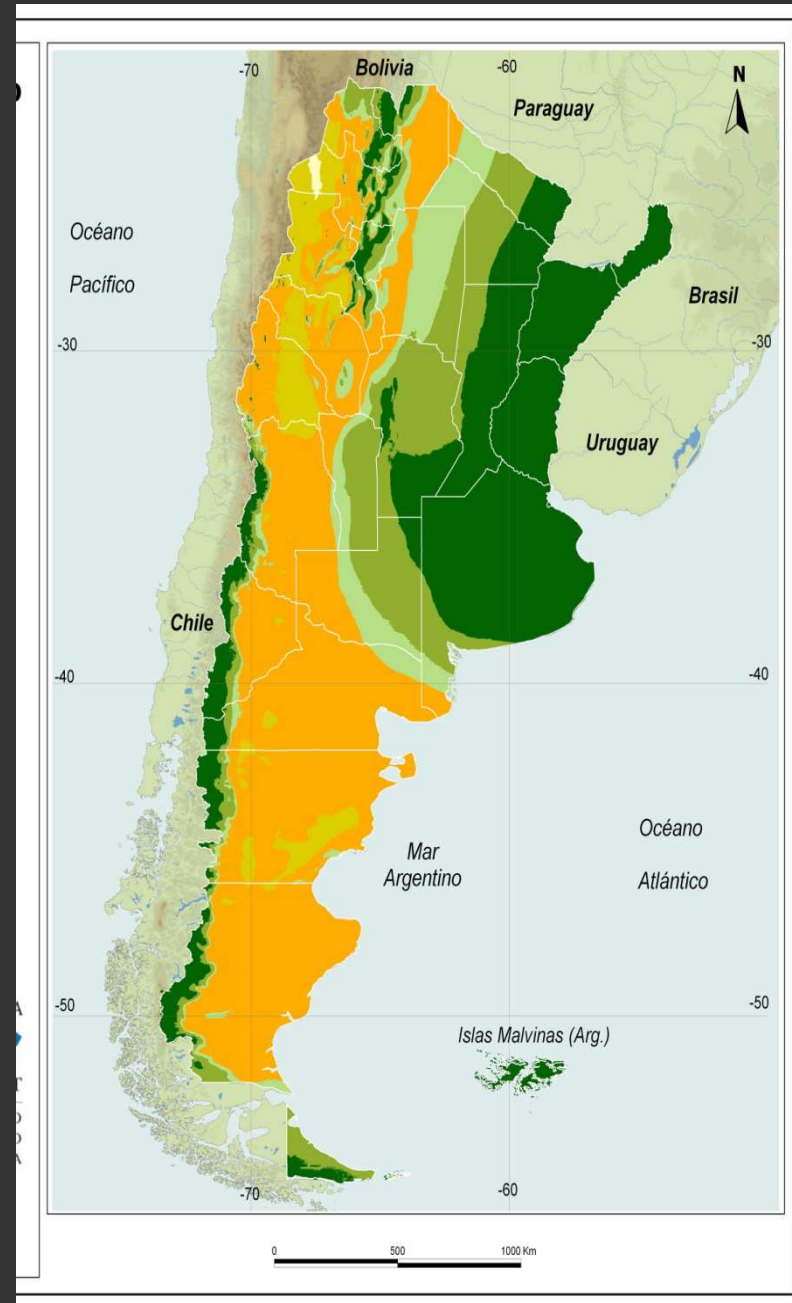 -70
Bolivia
-60
N
Paraguay
Océano
Pacífico
Brasil
-30
-30
Uruguay
Chile
-40
-40
Océano
Mar
Argentino
Atlántico
-50
-50
Islas Malvinas (Arg.)
-70
-60
0 500 1000 Km
A
T
A